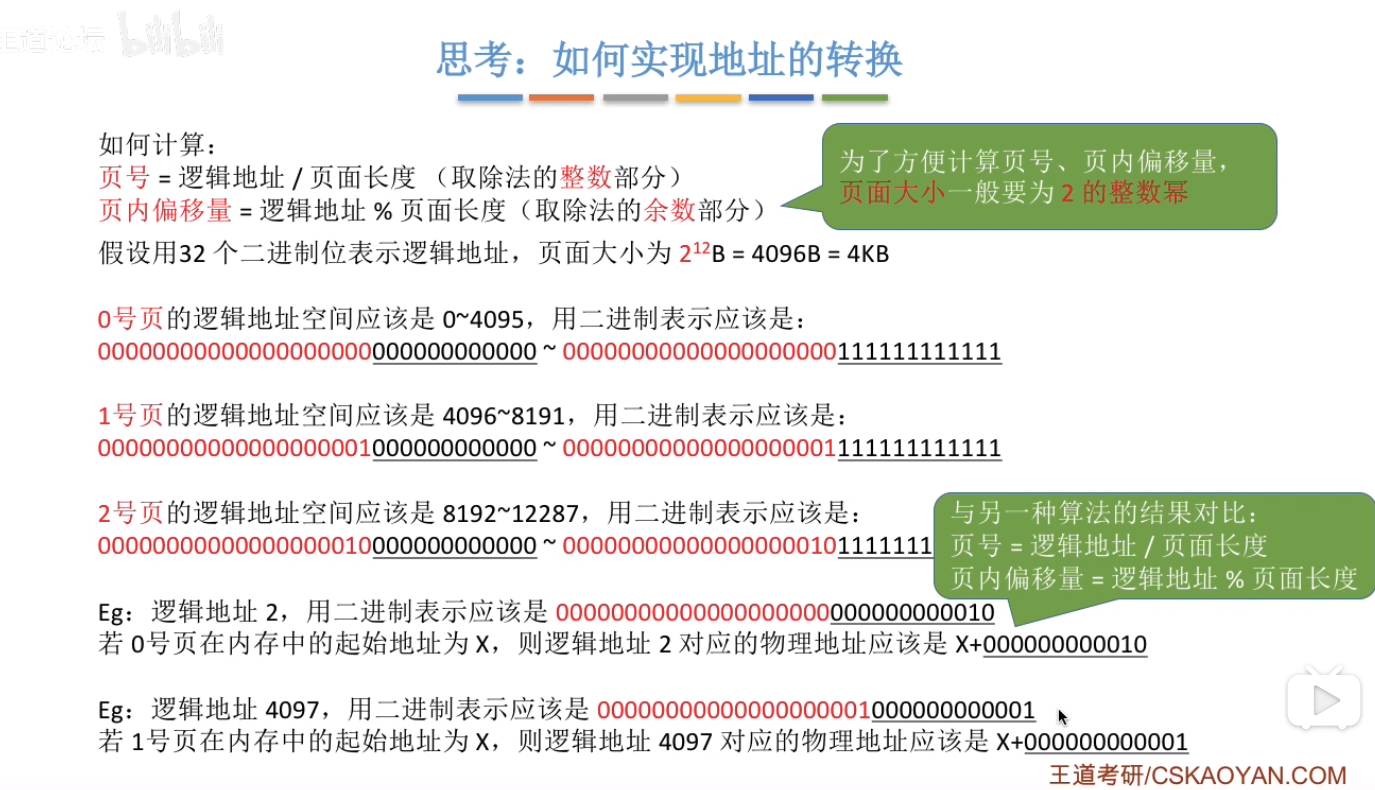 王道论坛 bilibili
思考：如何实现地址的转换
如何计算：
页号 = 逻辑地址 / 页面长度 （取除法的整数部分）
页内偏移量 = 逻辑地址 % 页面长度（取除法的余数部分）
为了方便计算页号、页内偏移量，
页面大小一般要为 2 的整数幂
假设用32 个二进制位表示逻辑地址，页面大小为 2¹²B = 4096B = 4KB
0号页的逻辑地址空间应该是 0~4095，用二进制表示应该是：
00000000000000000000000000000000 ~ 00000000000000000000111111111111
1号页的逻辑地址空间应该是 4096~8191，用二进制表示应该是：
00000000000000000001000000000000 ~ 00000000000000000001111111111111
2号页的逻辑地址空间应该是 8192~12287，用二进制表示应该是：
00000000000000000010000000000000 ~ 000000000000000000101111111
与另一种算法的结果对比：
页号 = 逻辑地址 / 页面长度
页内偏移量 = 逻辑地址 % 页面长度
Eg：逻辑地址 2，用二进制表示应该是 00000000000000000000000000000010
若 0号页在内存中的起始地址为 X，则逻辑地址 2 对应的物理地址应该是 X+000000000010
Eg：逻辑地址 4097，用二进制表示应该是 00000000000000000001000000000001
若 1号页在内存中的起始地址为 X，则逻辑地址 4097 对应的物理地址应该是 X+000000000001
王道考研/CSKAOYAN.COM